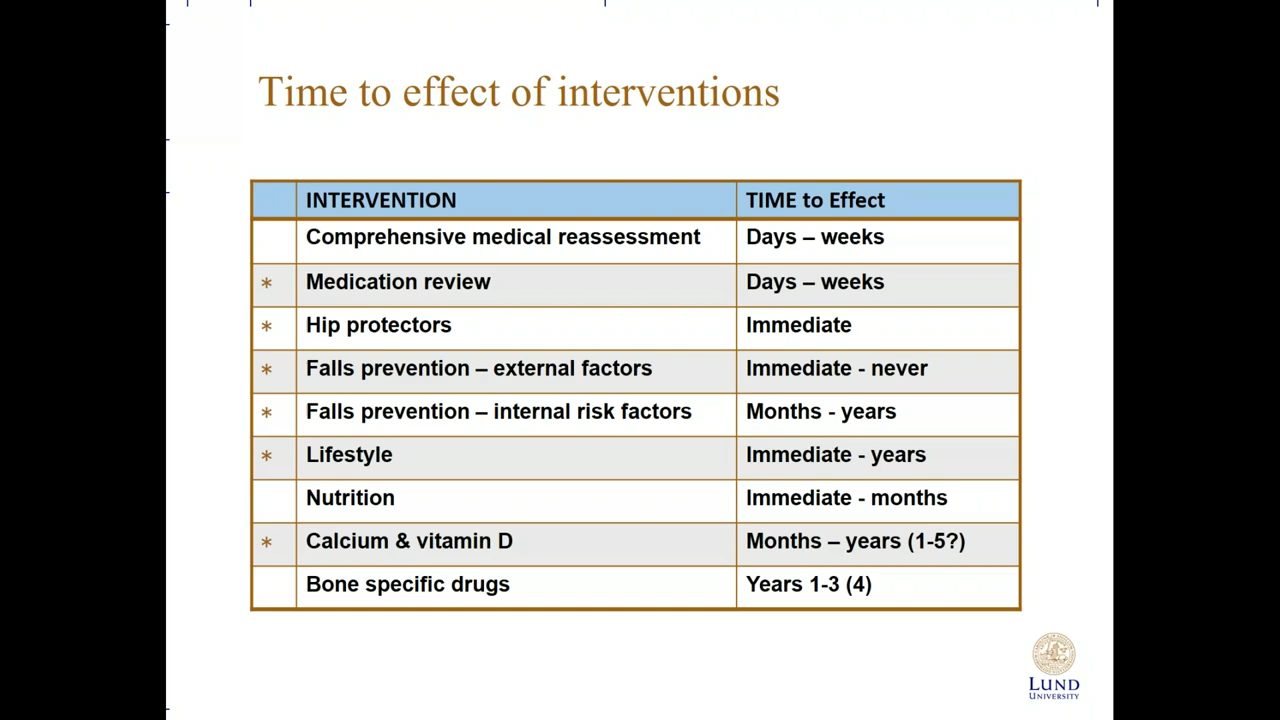 Time to effect of interventions
INTERVENTION TIME to Effect
Comprehensive medical reassessment Days – weeks
* Medication review Days – weeks
* Hip protectors Immediate
* Falls prevention – external factors Immediate - never
* Falls prevention – internal risk factors Months - years
* Lifestyle Immediate - years
Nutrition Immediate - months
* Calcium & vitamin D Months – years (1-5?)
Bone specific drugs Years 1-3 (4)
LUND
UNIVERSITY